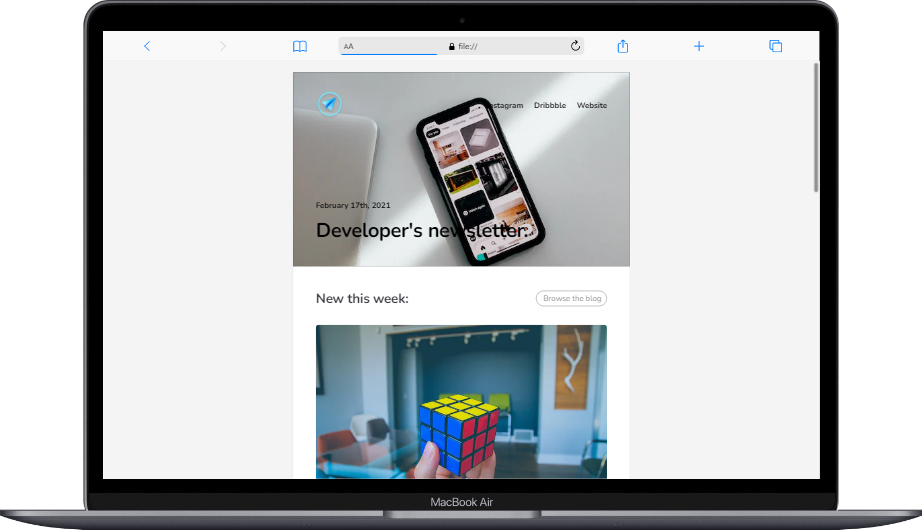 AA
file://
Instagram Dribbble Website
February 17th, 2021
Developer's newsletter.
New this week:
Browse the blog
MacBook Air